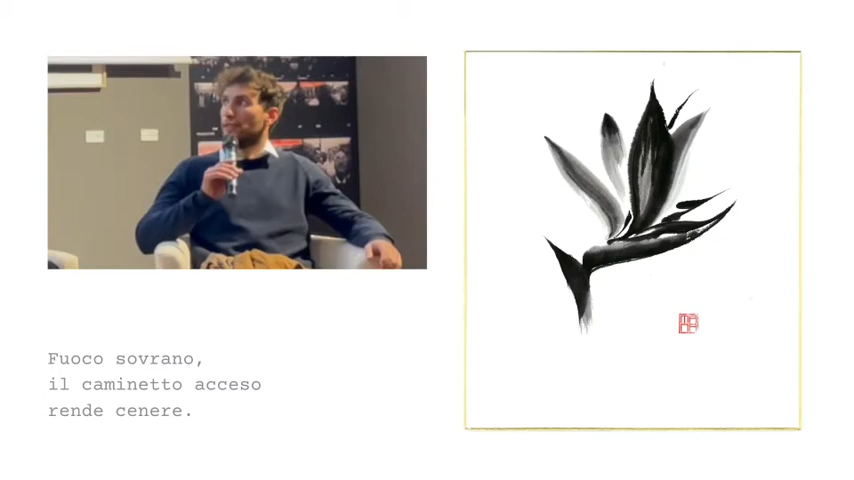 Fuoco sovrano,
il caminetto acceso
rende cenere.